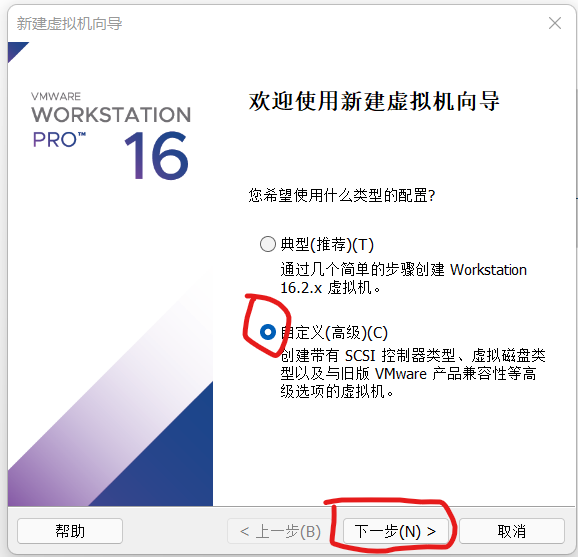 新建虚拟机向导
VMWARE
WORKSTATION
PRO™ 16
欢迎使用新建虚拟机向导
您希望使用什么类型的配置?
典型(推荐)(T)
通过几个简单的步骤创建 Workstation
16.2.x 虚拟机。
自定义(高级)(C)
创建带有 SCSI 控制器类型、虚拟磁盘类
型以及与旧版 VMware 产品兼容性等高
级选项的虚拟机。
帮助
< 上一步(B)
下一步(N) >
取消